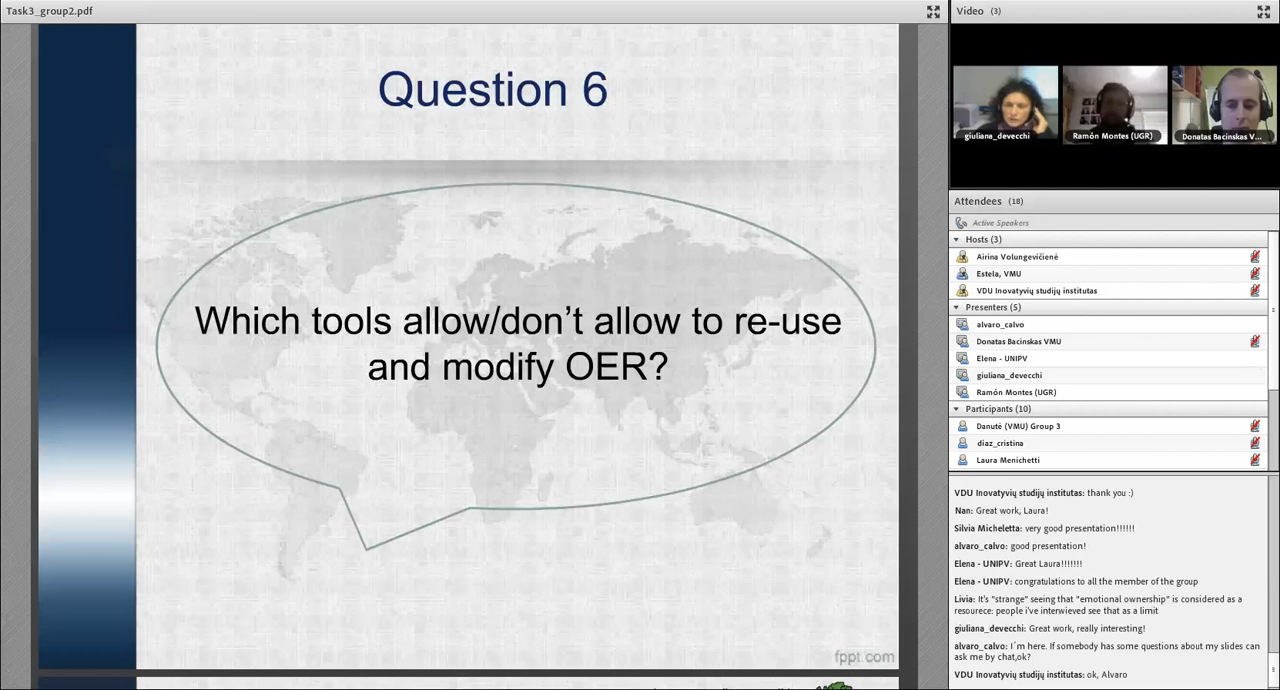 Task3_group2.pdf
Question 6
Which tools allow/don't allow to re-use
and modify OER?
fppt.com
Video (3)
giuliana_devecchi
Ramón Montes (UGR)
Donatas Bacinskas V...
Attendees (18)
Active Speakers
Hosts (3)
Airina Volungevičienė
Estela, VMU
VDU Inovatyvių studijų institutas
Presenters (5)
alvaro_calvo
Donatas Bacinskas VMU
Elena - UNIPV
giuliana_devecchi
Ramón Montes (UGR)
Participants (10)
Danutė (VMU) Group 3
diaz_cristina
Laura Menichetti
VDU Inovatyvių studijų institutas: thank you :)
Nan: Great work, Laura!
Silvia Micheletta: very good presentation!!!!!!
alvaro_calvo: good presentation!
Elena - UNIPV: Great Laura!!!!!!!
Elena - UNIPV: congratulations to all the member of the group
Livia: It's "strange" seeing that "emotional ownership" is considered as a
resourece: people i've interwieved see that as a limit
giuliana_devecchi: Great work, really interesting!
alvaro_calvo: I´m here. If somebody has some questions about my slides can
ask me by chat,ok?
VDU Inovatyvių studijų institutas: ok, Alvaro